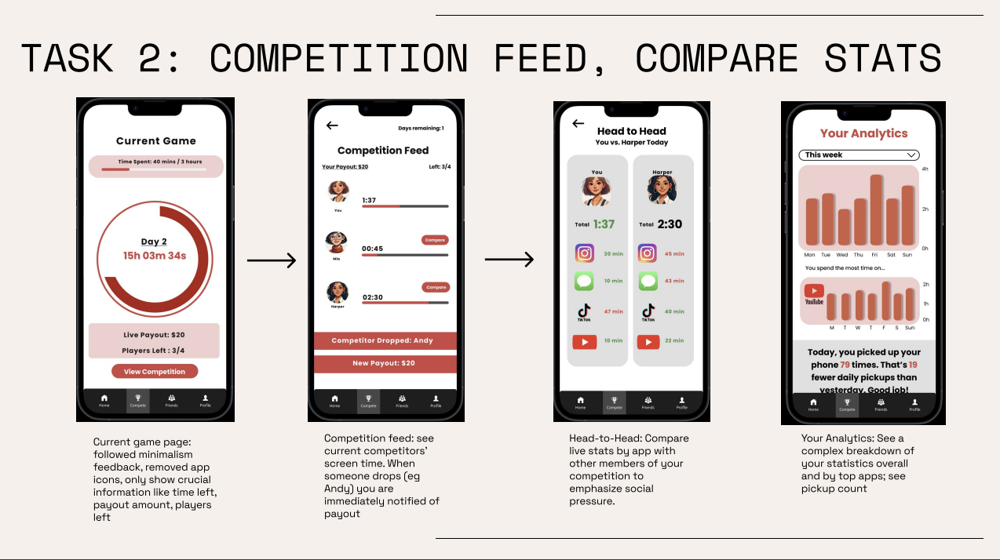 TASK 2: COMPETITION FEED, COMPARE STATS
Current Game
Time Spent: 40 mins / 3 hours
Day 2
15h 03m 34s
Live Payout: $20
Players Left : 3/4
View Competition
Home Compete Friends Profile
Current game page:
followed minimalism
feedback, removed app
icons, only show crucial
information like time left,
payout amount, players
left
Days remaining: 1
Competition Feed
Your Payout: $20 Left: 3/4
1:37
You
Compare
00:45
Mia
Compare
02:30
Harper
Competitor Dropped: Andy
New Payout: $20
Home Compete Friends Profile
Competition feed: see
current competitors'
screen time. When
someone drops (eg
Andy) you are
immediately notified of
payout
Head to Head
You vs. Harper Today
You Harper
Total 1:37 Total 2:30
30 min 45 min
10 min 43 min
47 min 40 min
TikTok TikTok
10 min 22 min
Home Compete Friends Profile
Head-to-Head: Compare
live stats by app with
other members of your
competition to
emphasize social
pressure.
Your Analytics
This week
4h
2h
0h
Mon Tue Wed Thu Fri Sat Sun
You spend the most time on...
YouTube
2h
1h
0h
M T W T F S Sun
Today, you picked up your
phone 79 times. That's 19
fewer daily pickups than
yesterday. Good job!
Home Compete Friends Profile
Your Analytics: See a
complex breakdown of
your statistics overall
and by top apps; see
pickup count